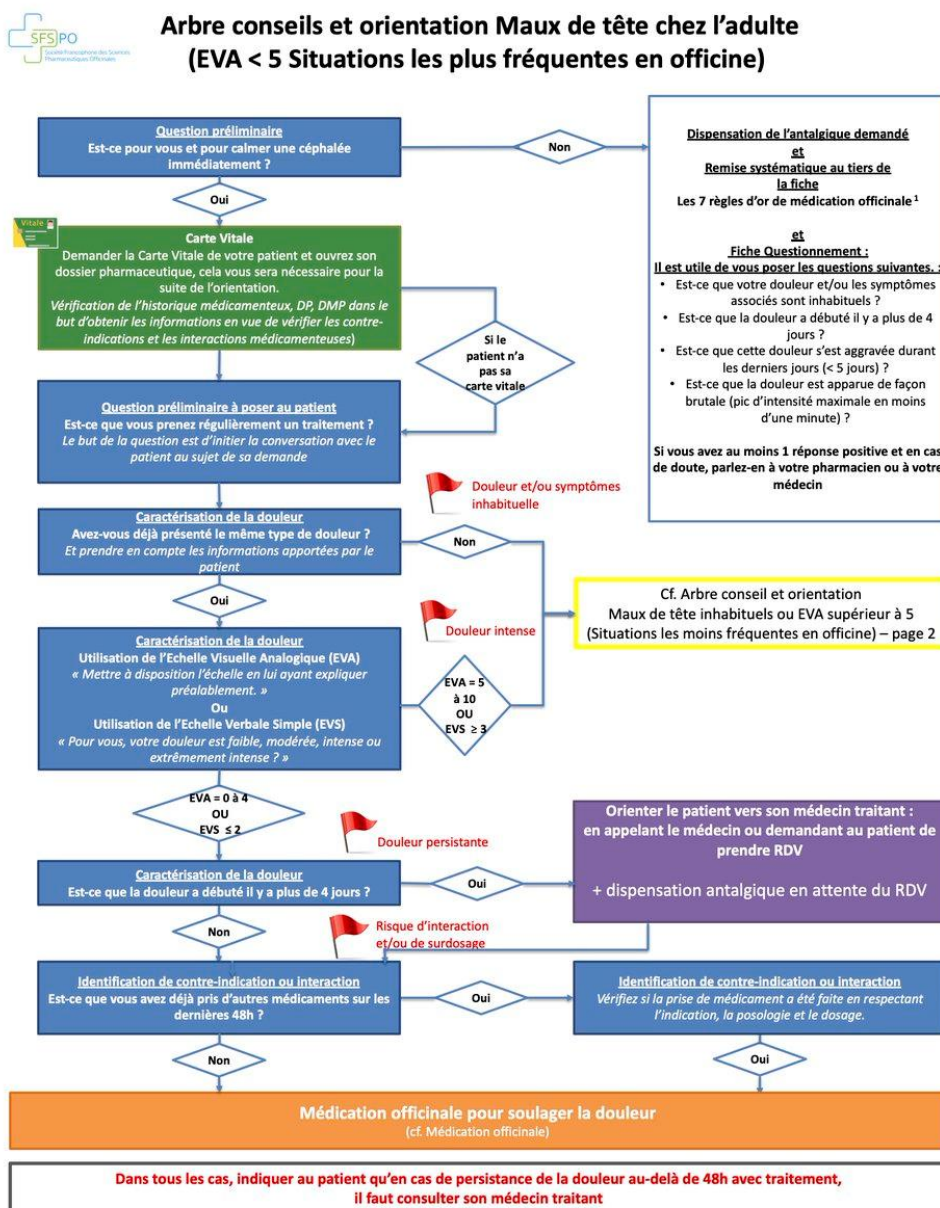 SFSPO
Société Francophone des Sciences
Pharmaceutiques Officinales
Arbre conseils et orientation Maux de tête chez l’adulte
(EVA < 5 Situations les plus fréquentes en officine)
Question préliminaire
Est-ce pour vous et pour calmer une céphalée
immédiatement ?
Non
Dispensation de l’antalgique demandé
et
Remise systématique au tiers de
la fiche
Les 7 règles d’or de médication officinale 1
et
Fiche Questionnement :
Il est utile de vous poser les questions suivantes. :
• Est-ce que votre douleur et/ou les symptômes
associés sont inhabituels ?
• Est-ce que la douleur a débuté il y a plus de 4
jours ?
• Est-ce que cette douleur s’est aggravée durant
les derniers jours (< 5 jours) ?
• Est-ce que la douleur est apparue de façon
brutale (pic d’intensité maximale en moins
d’une minute) ?
Si vous avez au moins 1 réponse positive et en cas
de doute, parlez-en à votre pharmacien ou à votre
médecin
Oui
Vitale
Carte Vitale
Demander la Carte Vitale de votre patient et ouvrez son
dossier pharmaceutique, cela vous sera nécessaire pour la
suite de l’orientation.
Vérification de l’historique médicamenteux, DP, DMP dans le
but d’obtenir les informations en vue de vérifier les contre-
indications et les interactions médicamenteuses)
Si le
patient n’a
pas sa
carte vitale
Question préliminaire à poser au patient
Est-ce que vous prenez régulièrement un traitement ?
Le but de la question est d’initier la conversation avec le
patient au sujet de sa demande
Douleur et/ou symptômes
inhabituelle
Caractérisation de la douleur
Avez-vous déjà présenté le même type de douleur ?
Et prendre en compte les informations apportées par le
patient
Non
Oui
Cf. Arbre conseil et orientation
Maux de tête inhabituels ou EVA supérieur à 5
(Situations les moins fréquentes en officine) – page 2
Douleur intense
Caractérisation de la douleur
Utilisation de l’Echelle Visuelle Analogique (EVA)
« Mettre à disposition l’échelle en lui ayant expliquer
préalablement. »
Ou
Utilisation de l’Echelle Verbale Simple (EVS)
« Pour vous, votre douleur est faible, modérée, intense ou
extrêmement intense ? »
EVA = 5
à 10
OU
EVS ≥ 3
EVA = 0 à 4
OU
EVS ≤ 2
Orienter le patient vers son médecin traitant :
en appelant le médecin ou demandant au patient de
prendre RDV
+ dispensation antalgique en attente du RDV
Douleur persistante
Caractérisation de la douleur
Est-ce que la douleur a débuté il y a plus de 4 jours ?
Oui
Non
Risque d’interaction
et/ou de surdosage
Identification de contre-indication ou interaction
Est-ce que vous avez déjà pris d’autres médicaments sur les
dernières 48h ?
Oui
Identification de contre-indication ou interaction
Vérifiez si la prise de médicament a été faite en respectant
l’indication, la posologie et le dosage.
Non
Oui
Médication officinale pour soulager la douleur
(cf. Médication officinale)
Dans tous les cas, indiquer au patient qu’en cas de persistance de la douleur au-delà de 48h avec traitement,
il faut consulter son médecin traitant